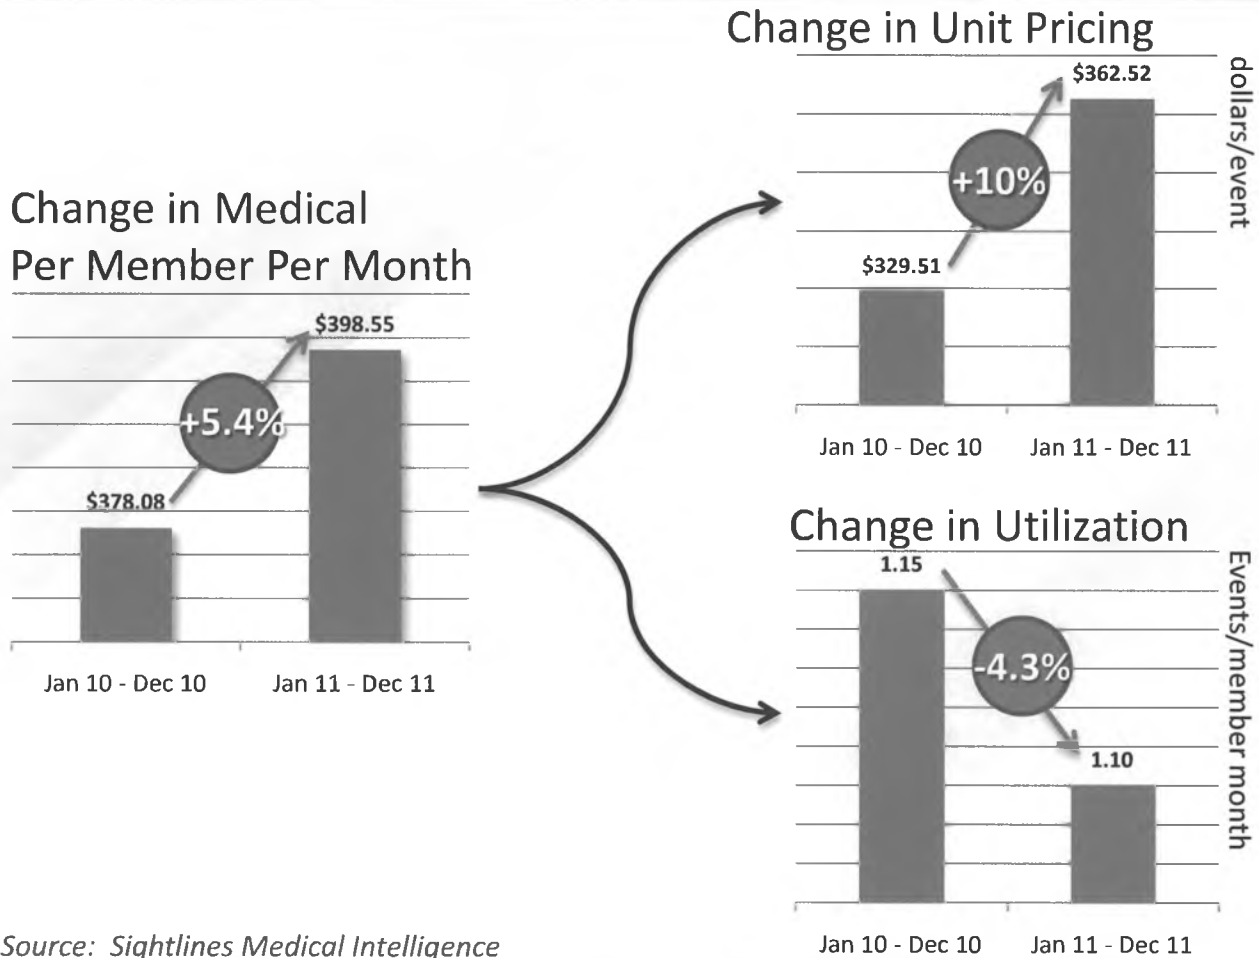 Change in Unit Pricing
$362.52
dollars/event
+10%
$329.51
Jan 10 - Dec 10
Jan 11 - Dec 11
Change in Medical
Per Member Per Month
$398.55
+5.4%
$378.08
Jan 10 - Dec 10
Jan 11 - Dec 11
Change in Utilization
1.15
Events/member month
-4.3%
1.10
Jan 10 - Dec 10
Jan 11 - Dec 11
Source: Sightlines Medical Intelligence